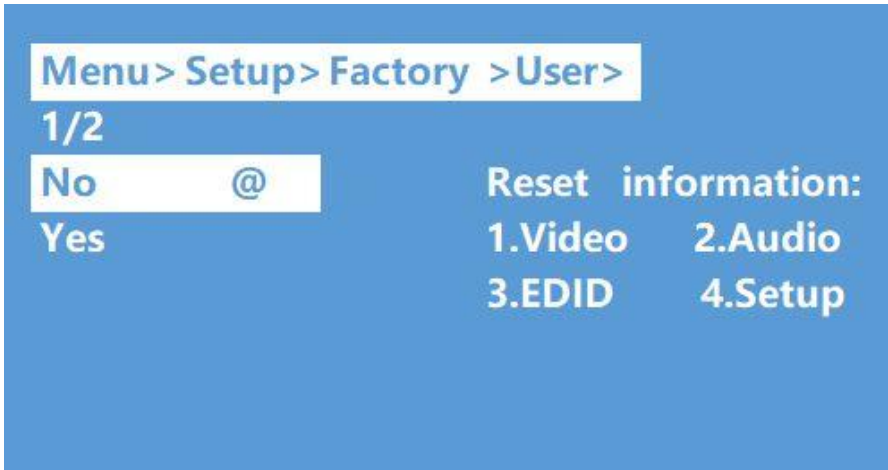 Menu> Setup> Factory >User>
1/2
No @ Reset information:
Yes 1.Video 2.Audio
3.EDID 4.Setup